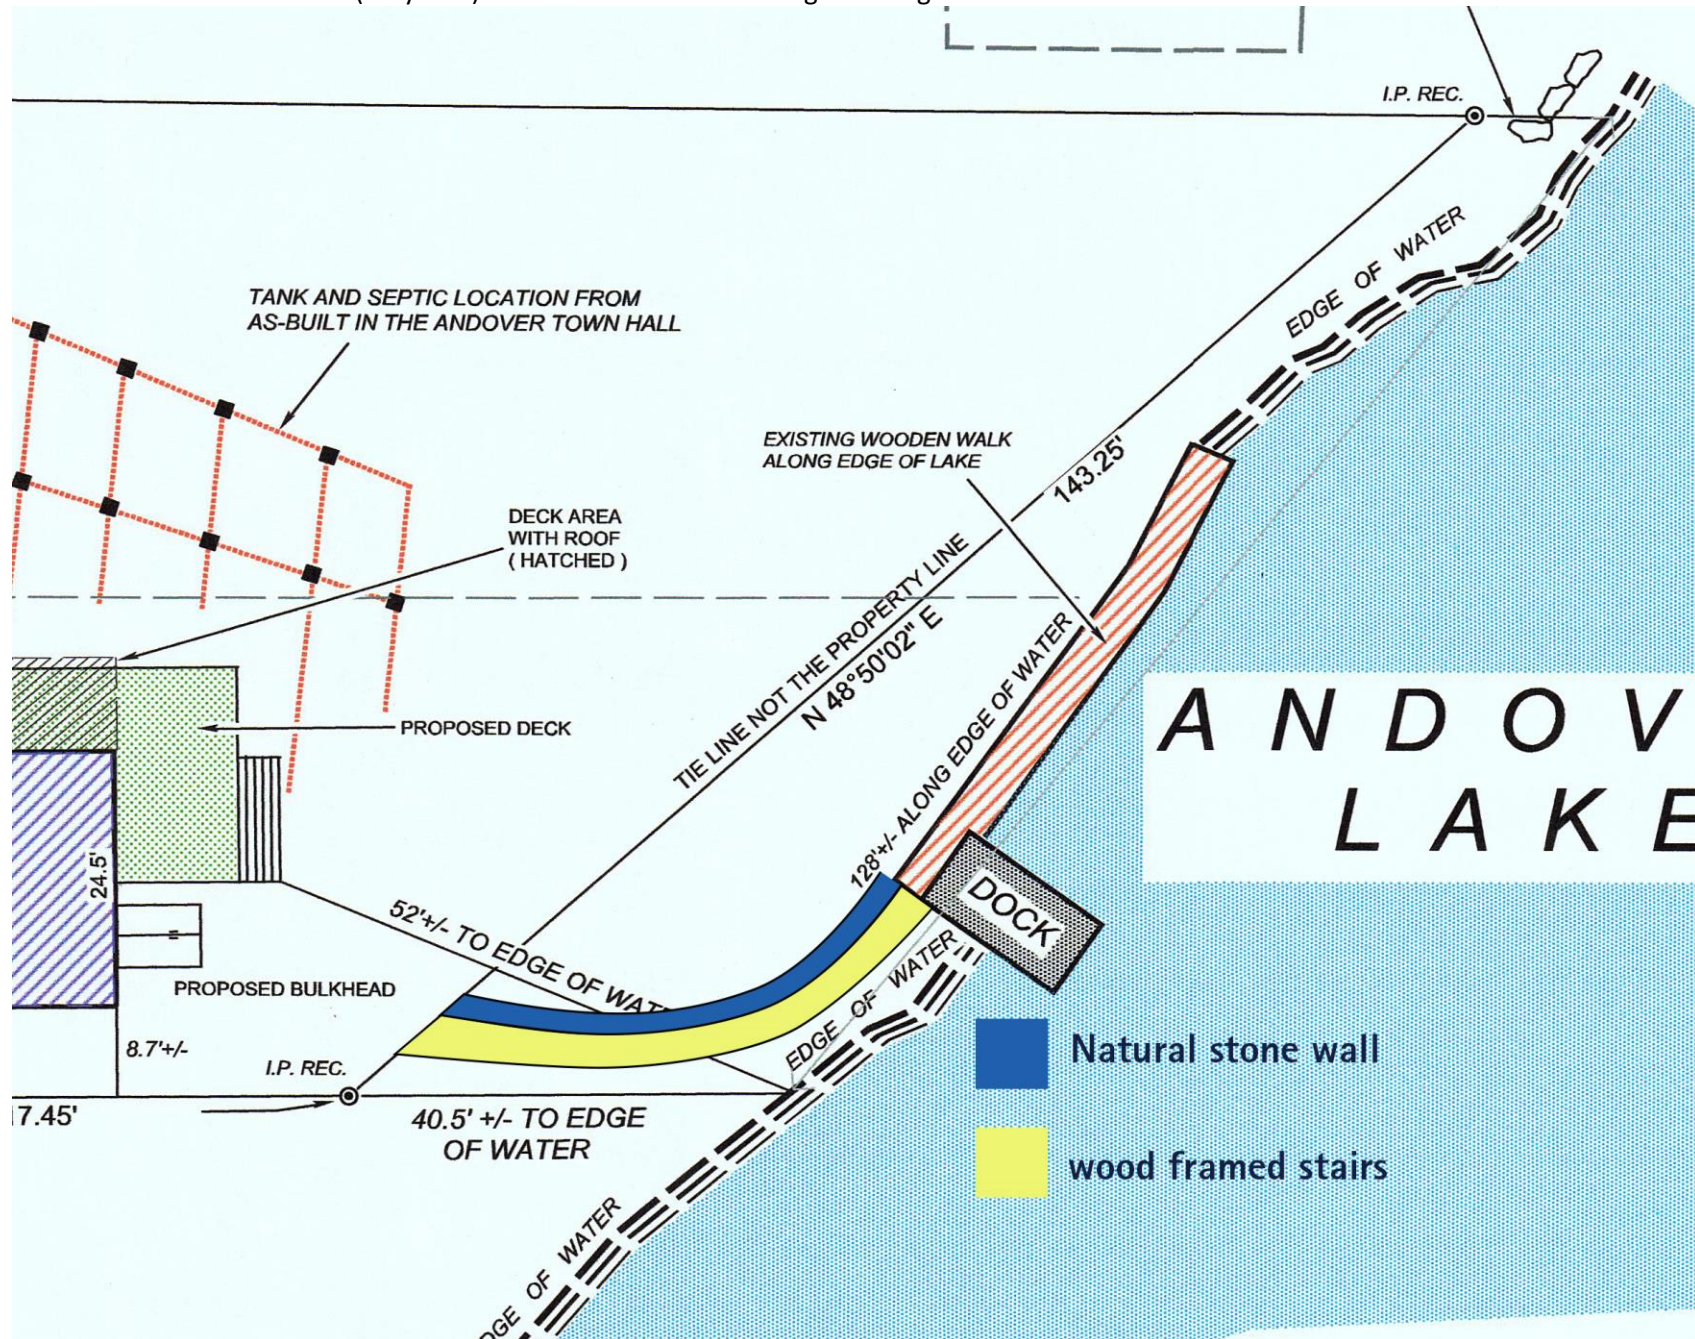 I.P. REC.
EDGE OF WATER
TANK AND SEPTIC LOCATION FROM
AS-BUILT IN THE ANDOVER TOWN HALL
EXISTING WOODEN WALK
ALONG EDGE OF LAKE
143.25'
DECK AREA
WITH ROOF
( HATCHED )
TIE LINE NOT THE PROPERTY LINE
N 48°50'02" E
128'+/- ALONG EDGE OF WATER
PROPOSED DECK
ANDOV
LAKE
24.5'
DOCK
52'+/- TO EDGE OF WAT
EDGE OF WATER
PROPOSED BULKHEAD
8.7'+/-
I.P. REC.
17.45'
40.5' +/- TO EDGE
OF WATER
Natural stone wall
wood framed stairs
DGE OF WATER